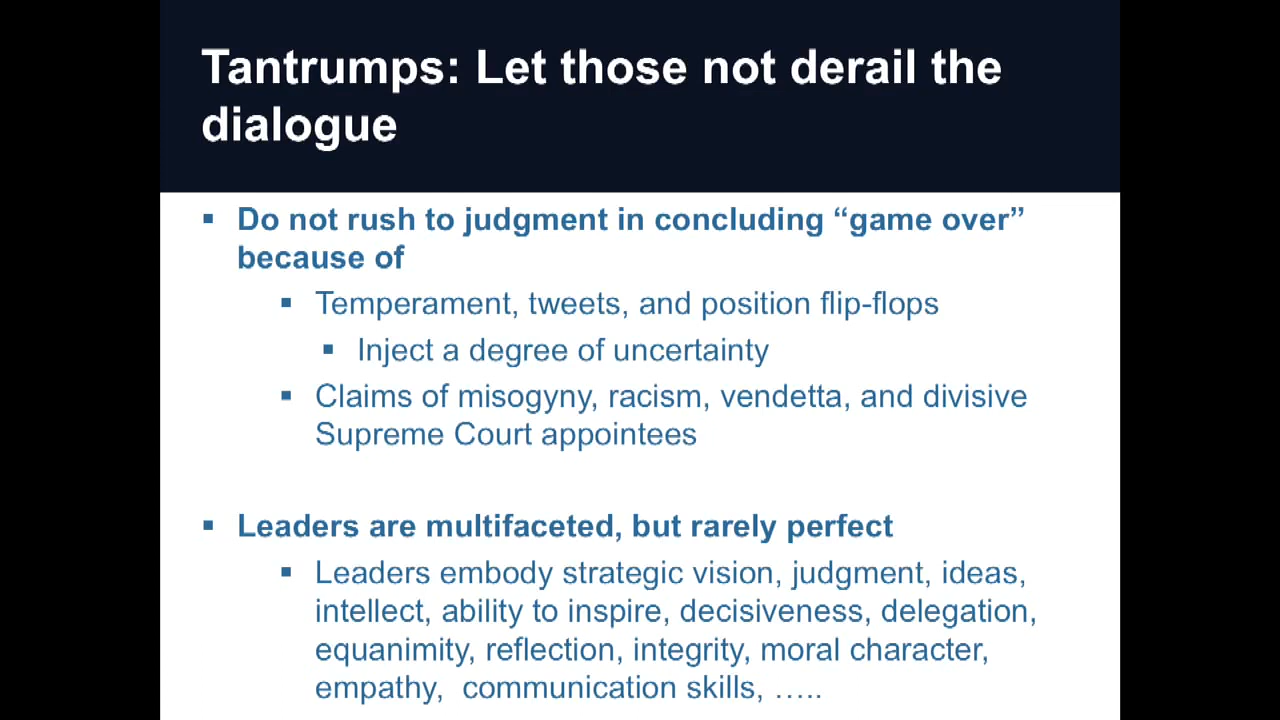 Tantrumps: Let those not derail the
dialogue
▪ Do not rush to judgment in concluding “game over”
because of
▪ Temperament, tweets, and position flip-flops
▪ Inject a degree of uncertainty
▪ Claims of misogyny, racism, vendetta, and divisive
Supreme Court appointees
▪ Leaders are multifaceted, but rarely perfect
▪ Leaders embody strategic vision, judgment, ideas,
intellect, ability to inspire, decisiveness, delegation,
equanimity, reflection, integrity, moral character,
empathy,  communication skills, …..